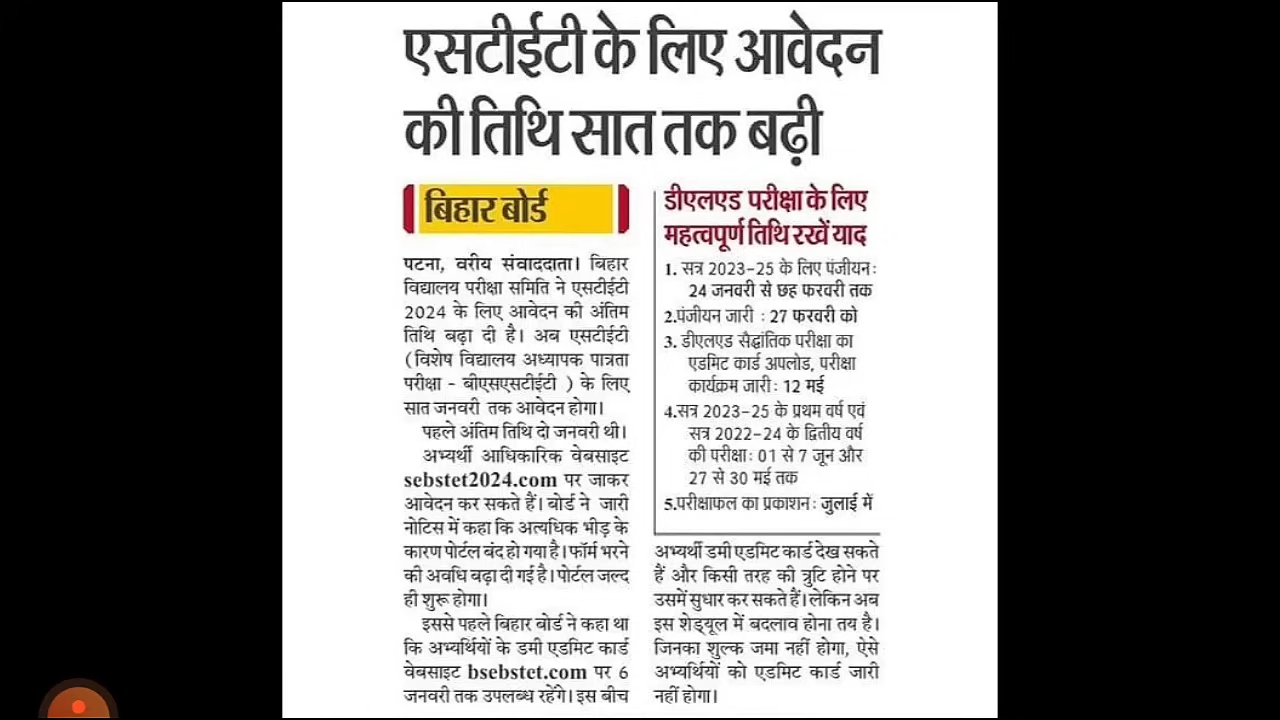 एसटीईटी के लिए आवेदन
की तिथि सात तक बढ़ी
बिहार बोर्ड
पटना, वरीय संवाददाता। बिहार
विद्यालय परीक्षा समिति ने एसटीईटी
2024 के लिए आवेदन की अंतिम
तिथि बढ़ा दी है। अब एसटीईटी
(विशेष विद्यालय अध्यापक पात्रता
परीक्षा - बीएसएसटीईटी ) के लिए
सात जनवरी तक आवेदन होगा।
पहले अंतिम तिथि दो जनवरी थी।
अभ्यर्थी आधिकारिक वेबसाइट
sebstet2024.com पर जाकर
आवेदन कर सकते हैं। बोर्ड ने जारी
नोटिस में कहा कि अत्यधिक भीड़ के
कारण पोर्टल बंद हो गया है। फॉर्म भरने
की अवधि बढ़ा दी गई है। पोर्टल जल्द
ही शुरू होगा।
इससे पहले बिहार बोर्ड ने कहा था
कि अभ्यर्थियों के डमी एडमिट कार्ड
वेबसाइट bsebstet.com पर 6
जनवरी तक उपलब्ध रहेंगे। इस बीच
डीएलएड परीक्षा के लिए
महत्वपूर्ण तिथि रखें याद
1. सत्र 2023-25 के लिए पंजीयन:
24 जनवरी से छह फरवरी तक
2.पंजीयन जारी : 27 फरवरी को
3. डीएलएड सैद्धांतिक परीक्षा का
एडमिट कार्ड अपलोड, परीक्षा
कार्यक्रम जारी: 12 मई
4.सत्र 2023-25 के प्रथम वर्ष एवं
सत्र 2022-24 के द्वितीय वर्ष
की परीक्षा: 01 से 7 जून और
27 से 30 मई तक
5.परीक्षाफल का प्रकाशन: जुलाई में
अभ्यर्थी डमी एडमिट कार्ड देख सकते
हैं और किसी तरह की त्रुटि होने पर
उसमें सुधार कर सकते हैं। लेकिन अब
इस शेड्यूल में बदलाव होना तय है।
जिनका शुल्क जमा नहीं होगा, ऐसे
अभ्यर्थियों को एडमिट कार्ड जारी
नहीं होगा।